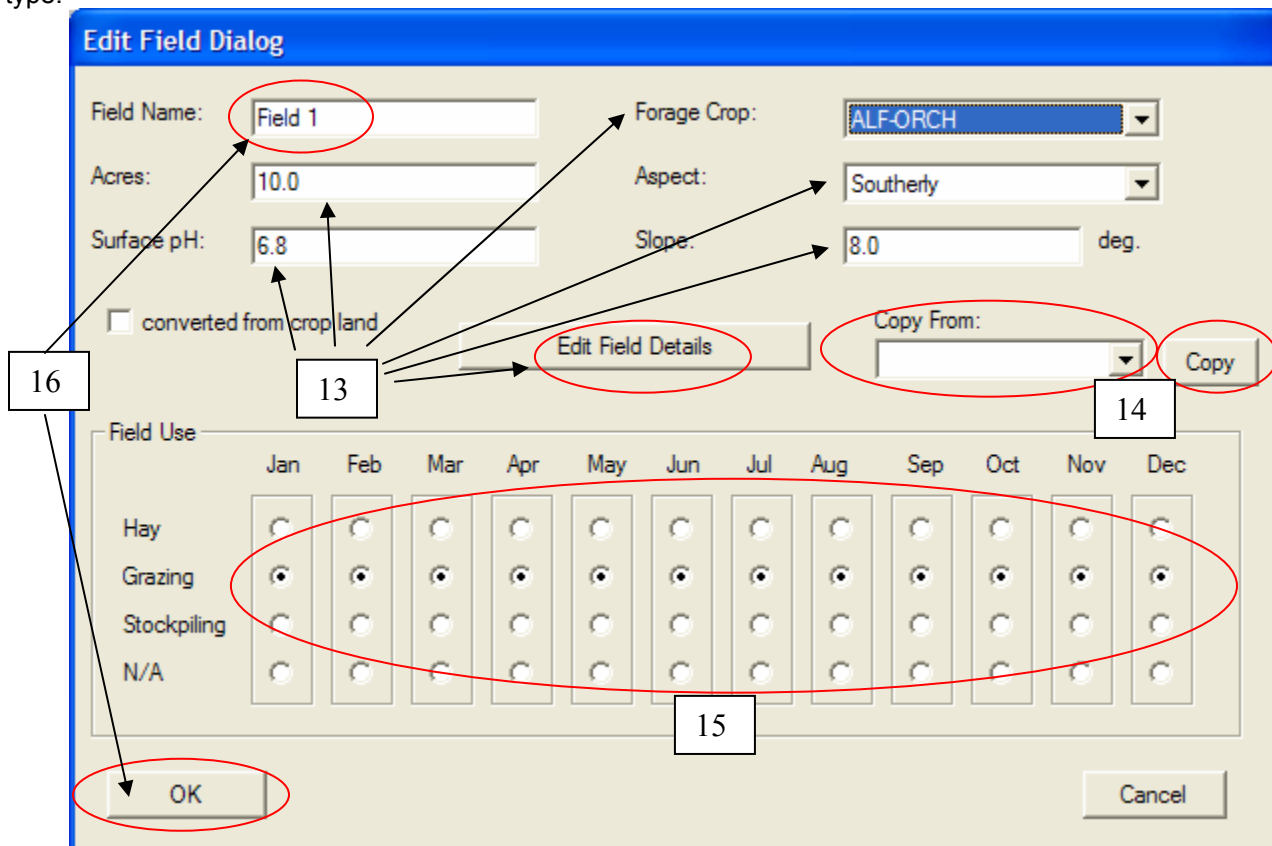 type.
Edit Field Dialog
Field Name: Field 1 Forage Crop: ALF-ORCH
Acres: 10.0 Aspect: Southerly
Surface pH: 6.8 Slope: 8.0 deg.
converted from crop land Edit Field Details Copy From: Copy
16 13 14
Field Use
Jan Feb Mar Apr May Jun Jul Aug Sep Oct Nov Dec
Hay
Grazing
Stockpiling
N/A
15
OK Cancel